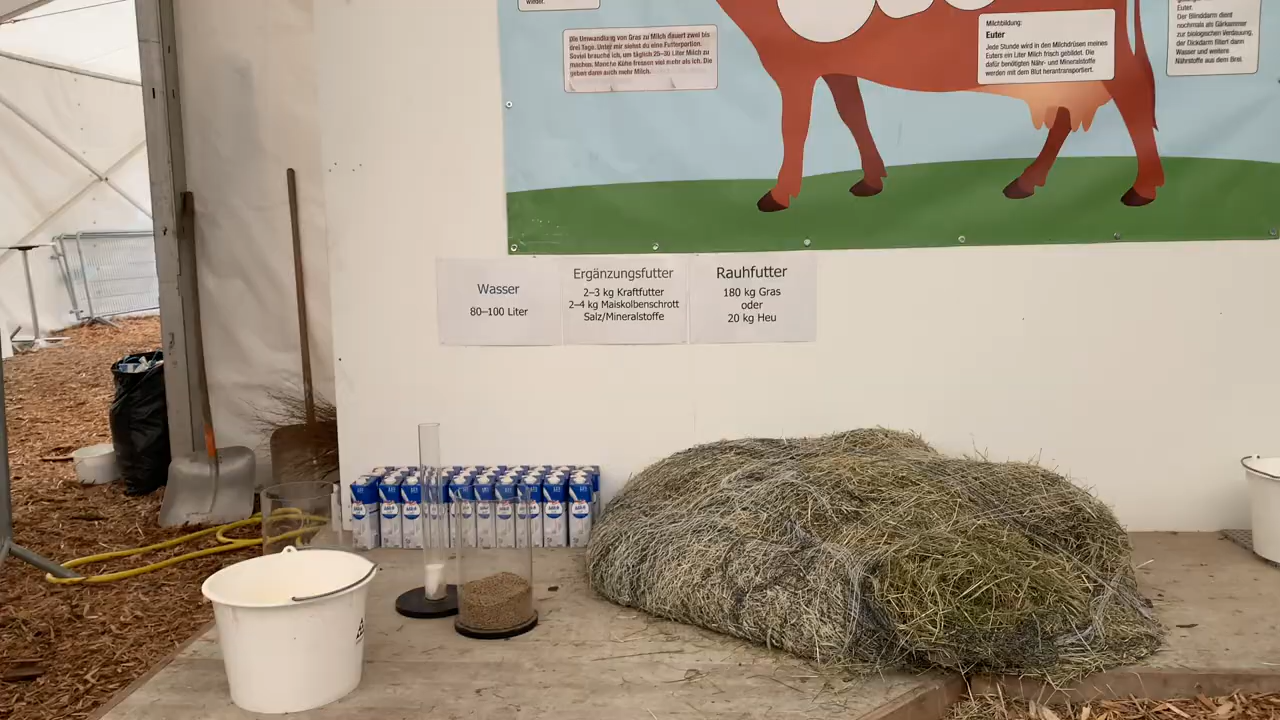 wieder.
Die Umwandlung von Gras zu Milch dauert zwei bis
drei Tage. Unter mir siehst du eine Futterportion.
Soviel brauche ich, um täglich 25–30 Liter Milch zu
machen. Manche Kühe fressen viel mehr als ich. Die
geben dann auch mehr Milch.
Milchbildung:
Euter
Jede Stunde wird in den Milchdrüsen meines
Euters ein Liter Milch frisch gebildet. Die
dafür benötigten Nähr- und Mineralstoffe
werden mit dem Blut herantransportiert.
Euter.
Der Blinddarm dient
nochmals als Gärkammer
zur biologischen Verdauung,
der Dickdarm filtert dann
Wasser und weitere
Nährstoffe aus dem Brei.
Wasser
80–100 Liter
Ergänzungsfutter
2–3 kg Kraftfutter
2–4 kg Maiskolbenschrott
Salz/Mineralstoffe
Rauhfutter
180 kg Gras
oder
20 kg Heu